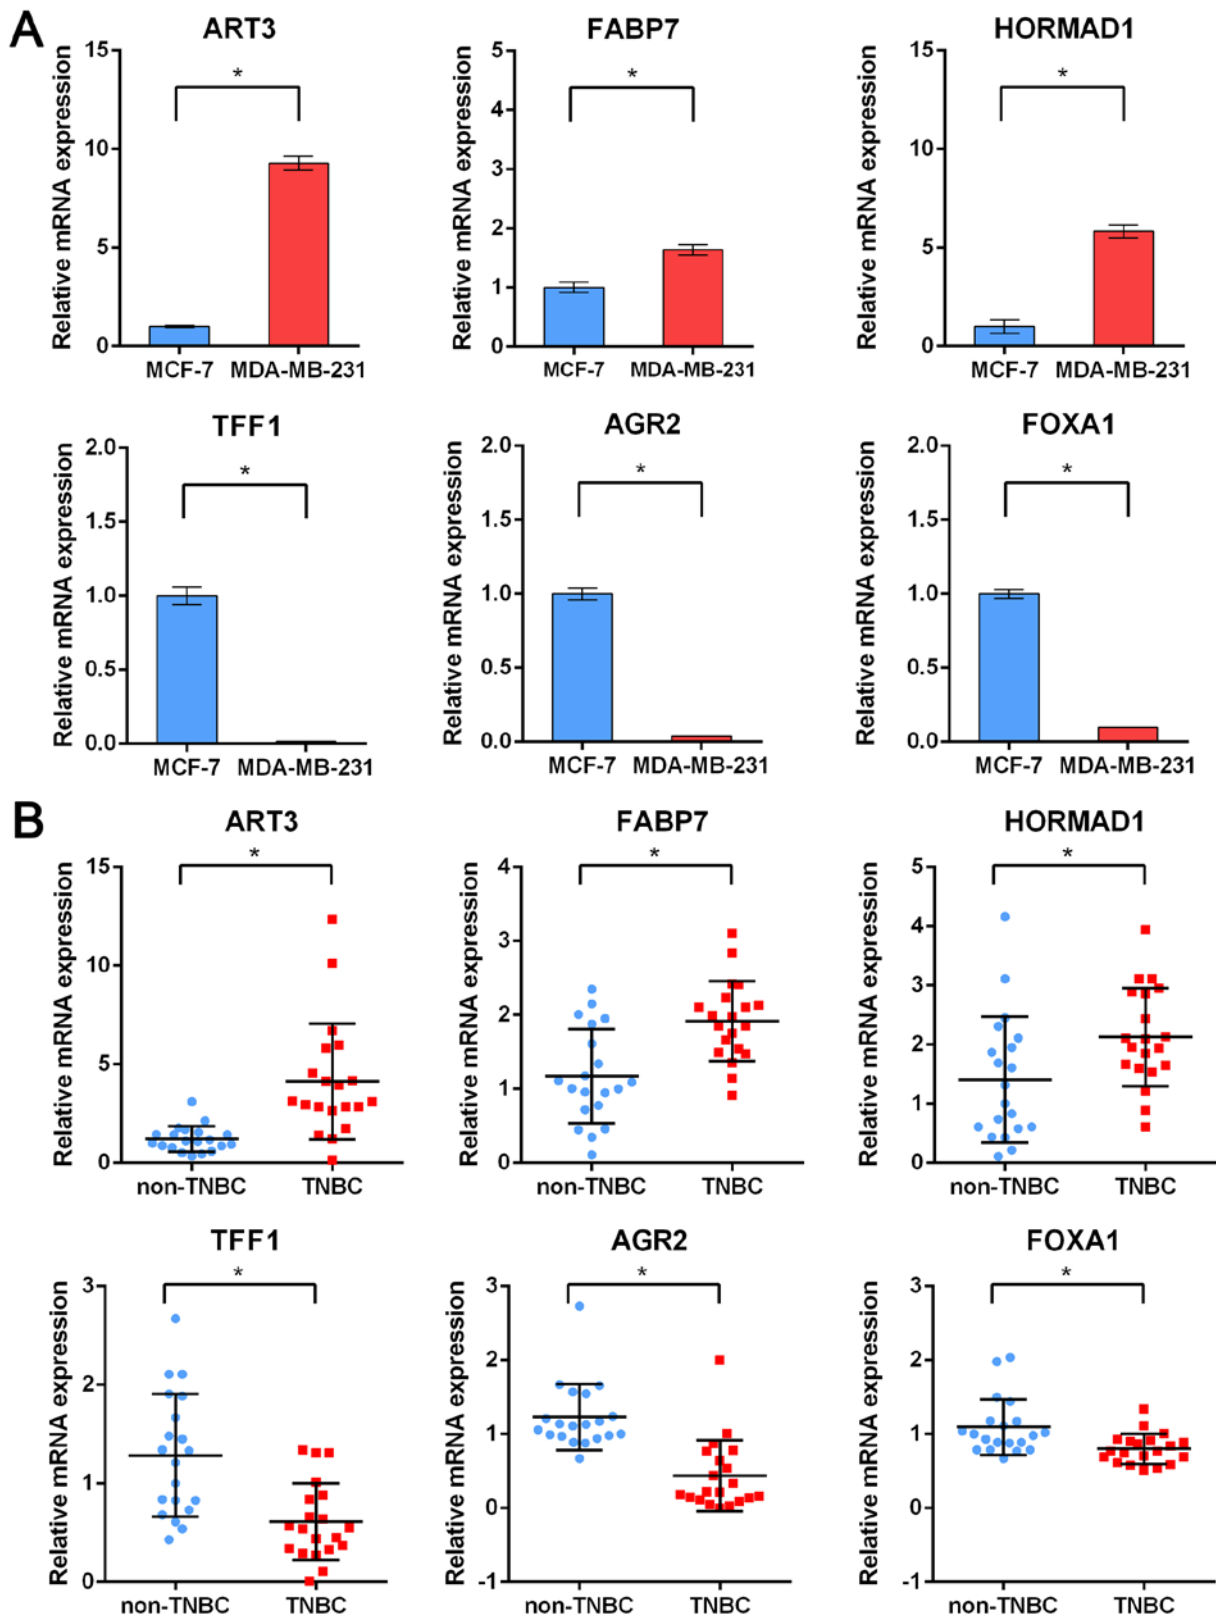 A
ART3
FABP7
HORMAD1
Relative mRNA expression
15
10
5
0
*
MCF-7
MDA-MB-231
Relative mRNA expression
5
4
3
2
1
0
*
MCF-7
MDA-MB-231
Relative mRNA expression
15
10
5
0
*
MCF-7
MDA-MB-231
TFF1
AGR2
FOXA1
Relative mRNA expression
2.0
1.5
1.0
0.5
0.0
*
MCF-7
MDA-MB-231
Relative mRNA expression
2.0
1.5
1.0
0.5
0.0
*
MCF-7
MDA-MB-231
Relative mRNA expression
2.0
1.5
1.0
0.5
0.0
*
MCF-7
MDA-MB-231
B
ART3
FABP7
HORMAD1
Relative mRNA expression
15
10
5
0
*
non-TNBC
TNBC
Relative mRNA expression
4
3
2
1
0
*
non-TNBC
TNBC
Relative mRNA expression
5
4
3
2
1
0
*
non-TNBC
TNBC
TFF1
AGR2
FOXA1
Relative mRNA expression
3
2
1
0
*
non-TNBC
TNBC
Relative mRNA expression
3
2
1
0
-1
*
non-TNBC
TNBC
Relative mRNA expression
3
2
1
0
-1
*
non-TNBC
TNBC